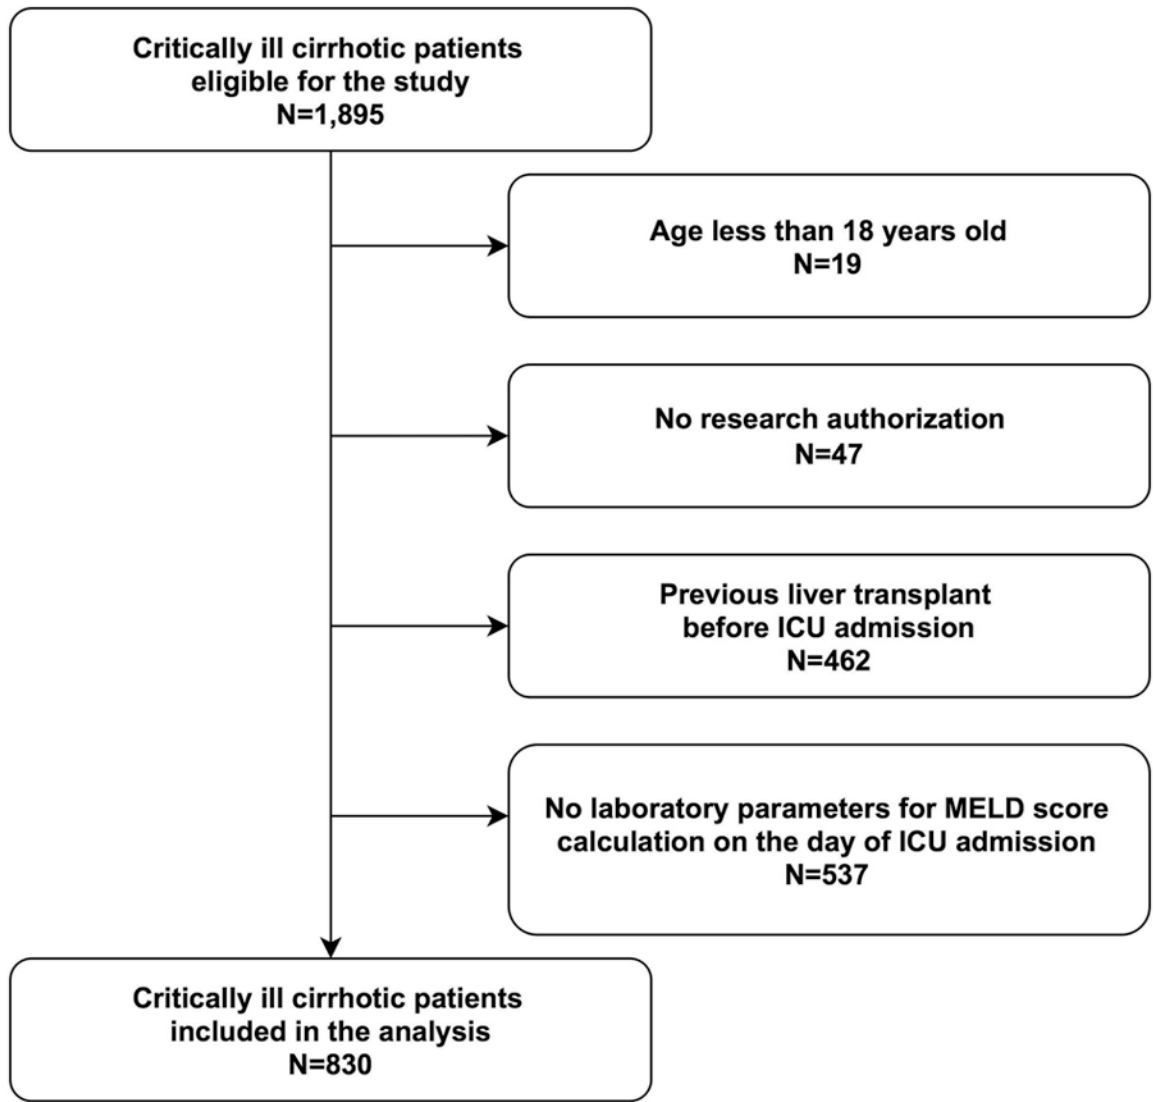 Critically ill cirrhotic patients
eligible for the study
N=1,895
Age less than 18 years old
N=19
No research authorization
N=47
Previous liver transplant
before ICU admission
N=462
No laboratory parameters for MELD score
calculation on the day of ICU admission
N=537
Critically ill cirrhotic patients
included in the analysis
N=830